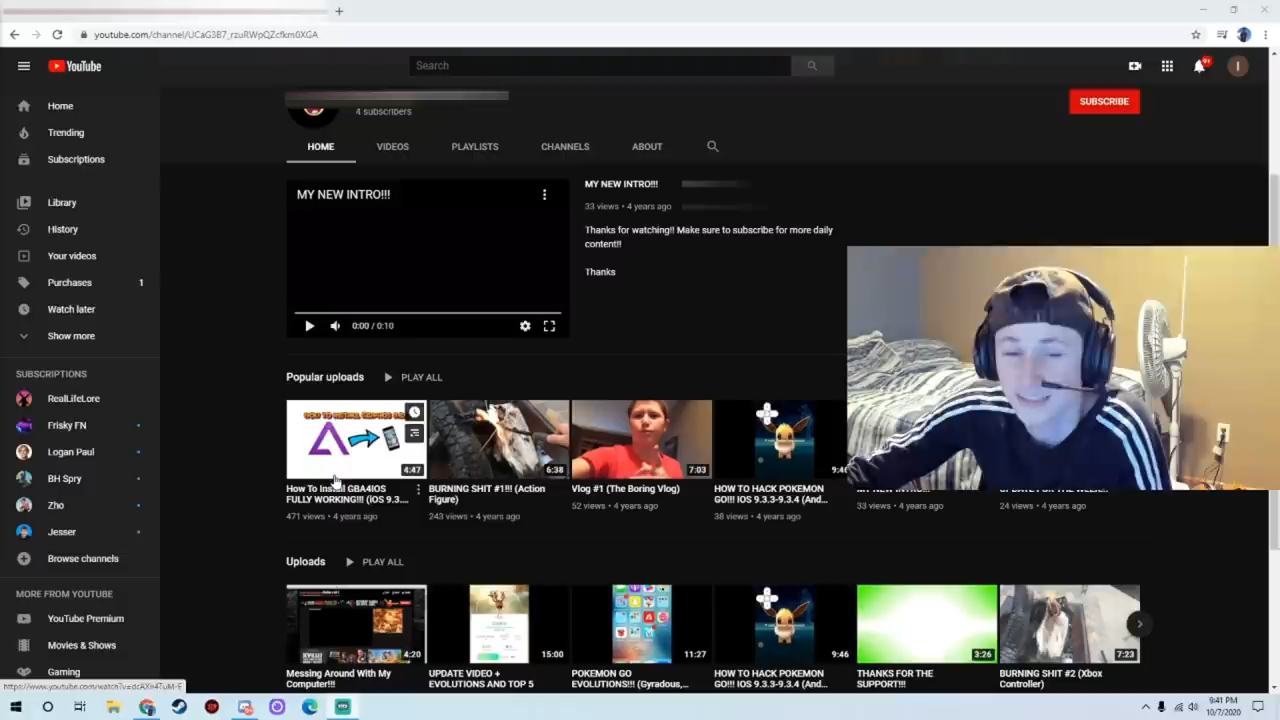 youtube.com/channel/UCaG3B7_rzuRWpQZcfkm0XGA
YouTube
Search
9+
I
4 subscribers
SUBSCRIBE
HOME
VIDEOS
PLAYLISTS
CHANNELS
ABOUT
Home
Trending
Subscriptions
Library
History
Your videos
Purchases 1
Watch later
Show more
SUBSCRIPTIONS
RealLifeLore
Frisky FN
Logan Paul
BH Spry
Zho
Jesser
Browse channels
MORE FROM YOUTUBE
YouTube Premium
Movies & Shows
Gaming
MY NEW INTRO!!!
0:00 / 0:10
MY NEW INTRO!!!
33 views • 4 years ago
Thanks for watching!! Make sure to subscribe for more daily
content!!
Thanks
Popular uploads
PLAY ALL
4:47
How To Install GBA4IOS
FULLY WORKING!!! (iOS 9.3....
471 views • 4 years ago
6:38
BURNING SHIT #1!!! (Action
Figure)
243 views • 4 years ago
7:03
Vlog #1 (The Boring Vlog)
52 views • 4 years ago
9:46
HOW TO HACK POKEMON
GO!!! IOS 9.3.3-9.3.4 (And...
38 views • 4 years ago
33 views • 4 years ago
24 views • 4 years ago
Uploads
PLAY ALL
4:20
Messing Around With My
Computer!!!
15:00
UPDATE VIDEO +
EVOLUTIONS AND TOP 5
11:27
POKEMON GO
EVOLUTIONS!!! (Gyradous,...
9:46
HOW TO HACK POKEMON
GO!!! IOS 9.3.3-9.3.4 (And...
3:26
THANKS FOR THE
SUPPORT!!!
7:23
BURNING SHIT #2 (Xbox
Controller)
9:41 PM
10/7/2020